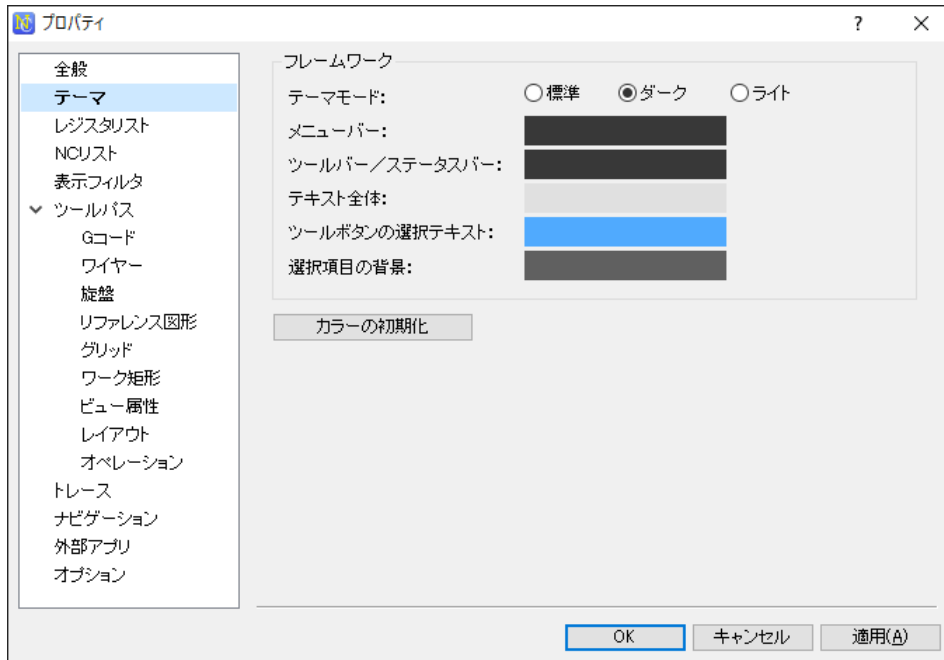 プロパティ
全般
テーマ
レジスタリスト
NCリスト
表示フィルタ
ツールパス
Gコード
ワイヤー
旋盤
リファレンス図形
グリッド
ワーク矩形
ビュー属性
レイアウト
オペレーション
トレース
ナビゲーション
外部アプリ
オプション
フレームワーク
テーマモード: 標準 ダーク ライト
メニューバー:
ツールバー/ステータスバー:
テキスト全体:
ツールボタンの選択テキスト:
選択項目の背景:
カラーの初期化
OK キャンセル 適用(A)